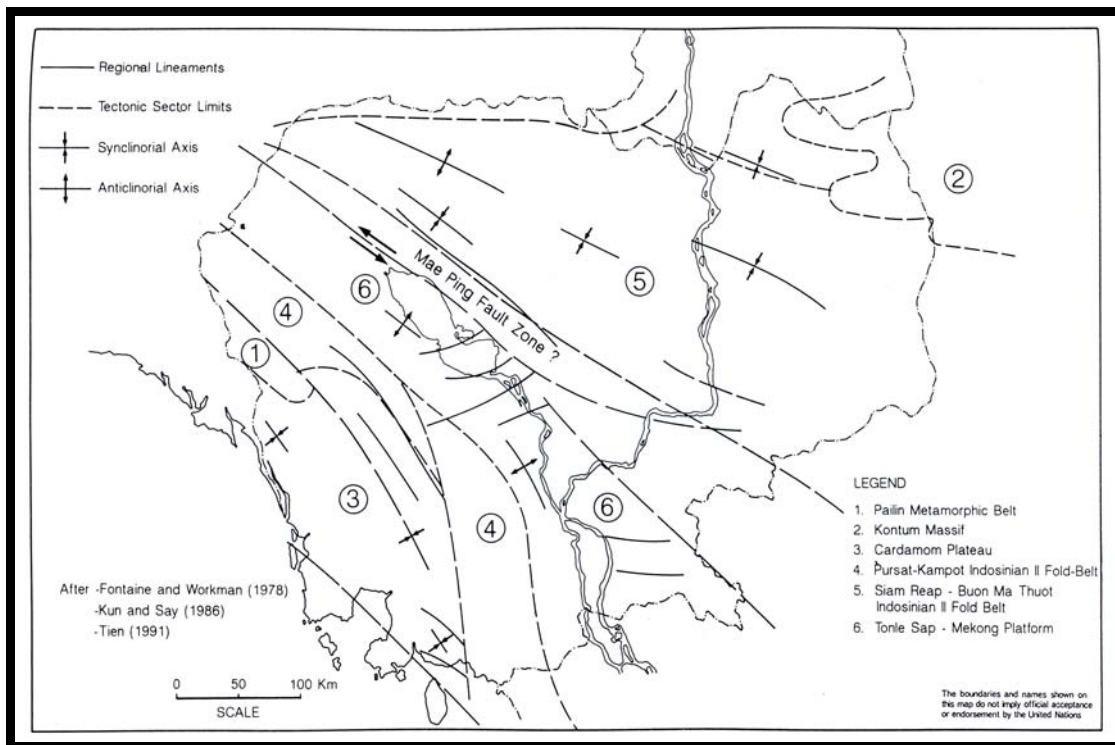 Regional Lineaments
Tectonic Sector Limits
Synclinorial Axis
Anticlinorial Axis
2
Mae Ping Fault Zone ?
5
6
4
1
3
4
6
LEGEND
1. Pailin Metamorphic Belt
2. Kontum Massif
3. Cardamom Plateau
4. Pursat-Kampot Indosinian II Fold-Belt
5. Siam Reap - Buon Ma Thuot
Indosinian II Fold Belt
6. Tonle Sap - Mekong Platform
After -Fontaine and Workman (1978)
-Kun and Say (1986)
-Tien (1991)
0 50 100 Km
SCALE
The boundaries and names shown on
this map do not imply official acceptance
or endorsement by the United Nations